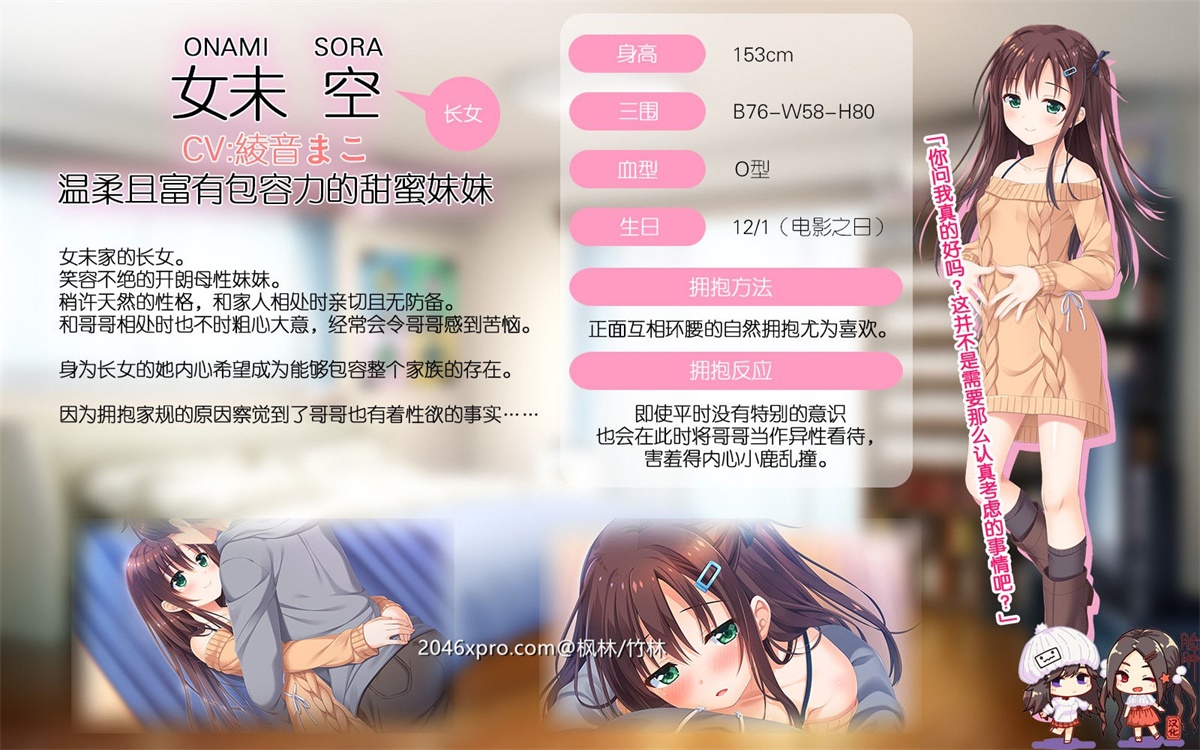 ONAMI SORA
女未 空
长女
CV:綾音まこ
温柔且富有包容力的甜蜜妹妹
女未家的长女。
笑容不绝的开朗母性妹妹。
稍许天然的性格，和家人相处时亲切且无防备。
和哥哥相处时也不时粗心大意，经常会令哥哥感到苦恼。
身为长女的她内心希望成为能够包容整个家族的存在。
因为拥抱家规的原因察觉到了哥哥也有着性欲的事实……
身高 153cm
三围 B76-W58-H80
血型 O型
生日 12/1（电影之日）
拥抱方法
正面互相环腰的自然拥抱尤为喜欢。
拥抱反应
即使平时没有特别的意识
也会在此时将哥哥当作异性看待，
害羞得内心小鹿乱撞。
「你问我真的好吗？这并不是需要那么认真考虑的事情吧？」
2046xpro.com@枫林/竹林
汉化